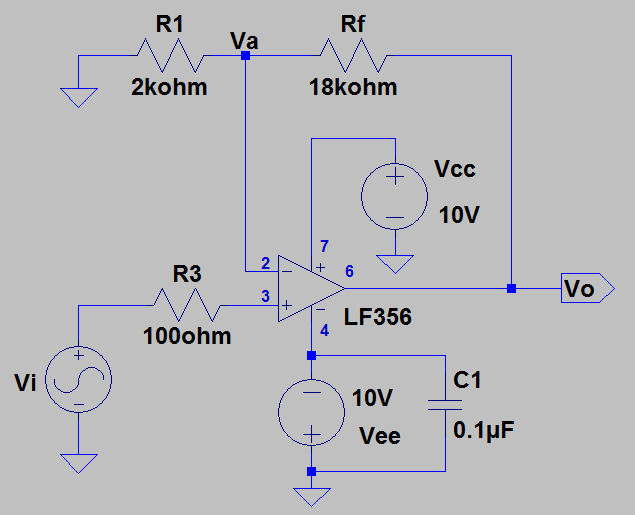 R1
Rf
Va
2kohm
18kohm
Vcc
10V
7
2
6
R3
3
LF356
Vo
100ohm
4
Vi
10V
C1
Vee
0.1µF